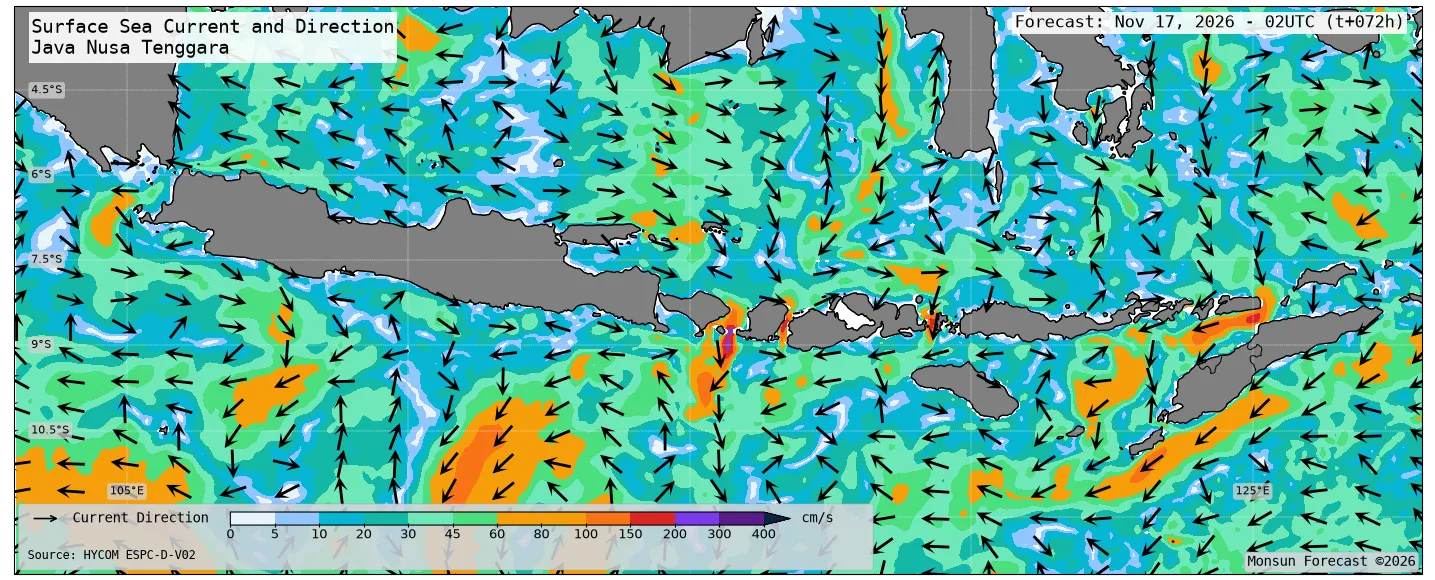 Surface Sea Current and Direction
Java Nusa Tenggara
Forecast: Nov 17, 2026 - 02UTC (t+072h)
4.5°S
6°S
7.5°S
9°S
10.5°S
105°E
125°E
Current Direction
0 5 10 20 30 45 60 80 100 150 200 300 400
cm/s
Source: HYCOM ESPC-D-V02
Monsun Forecast ©2026